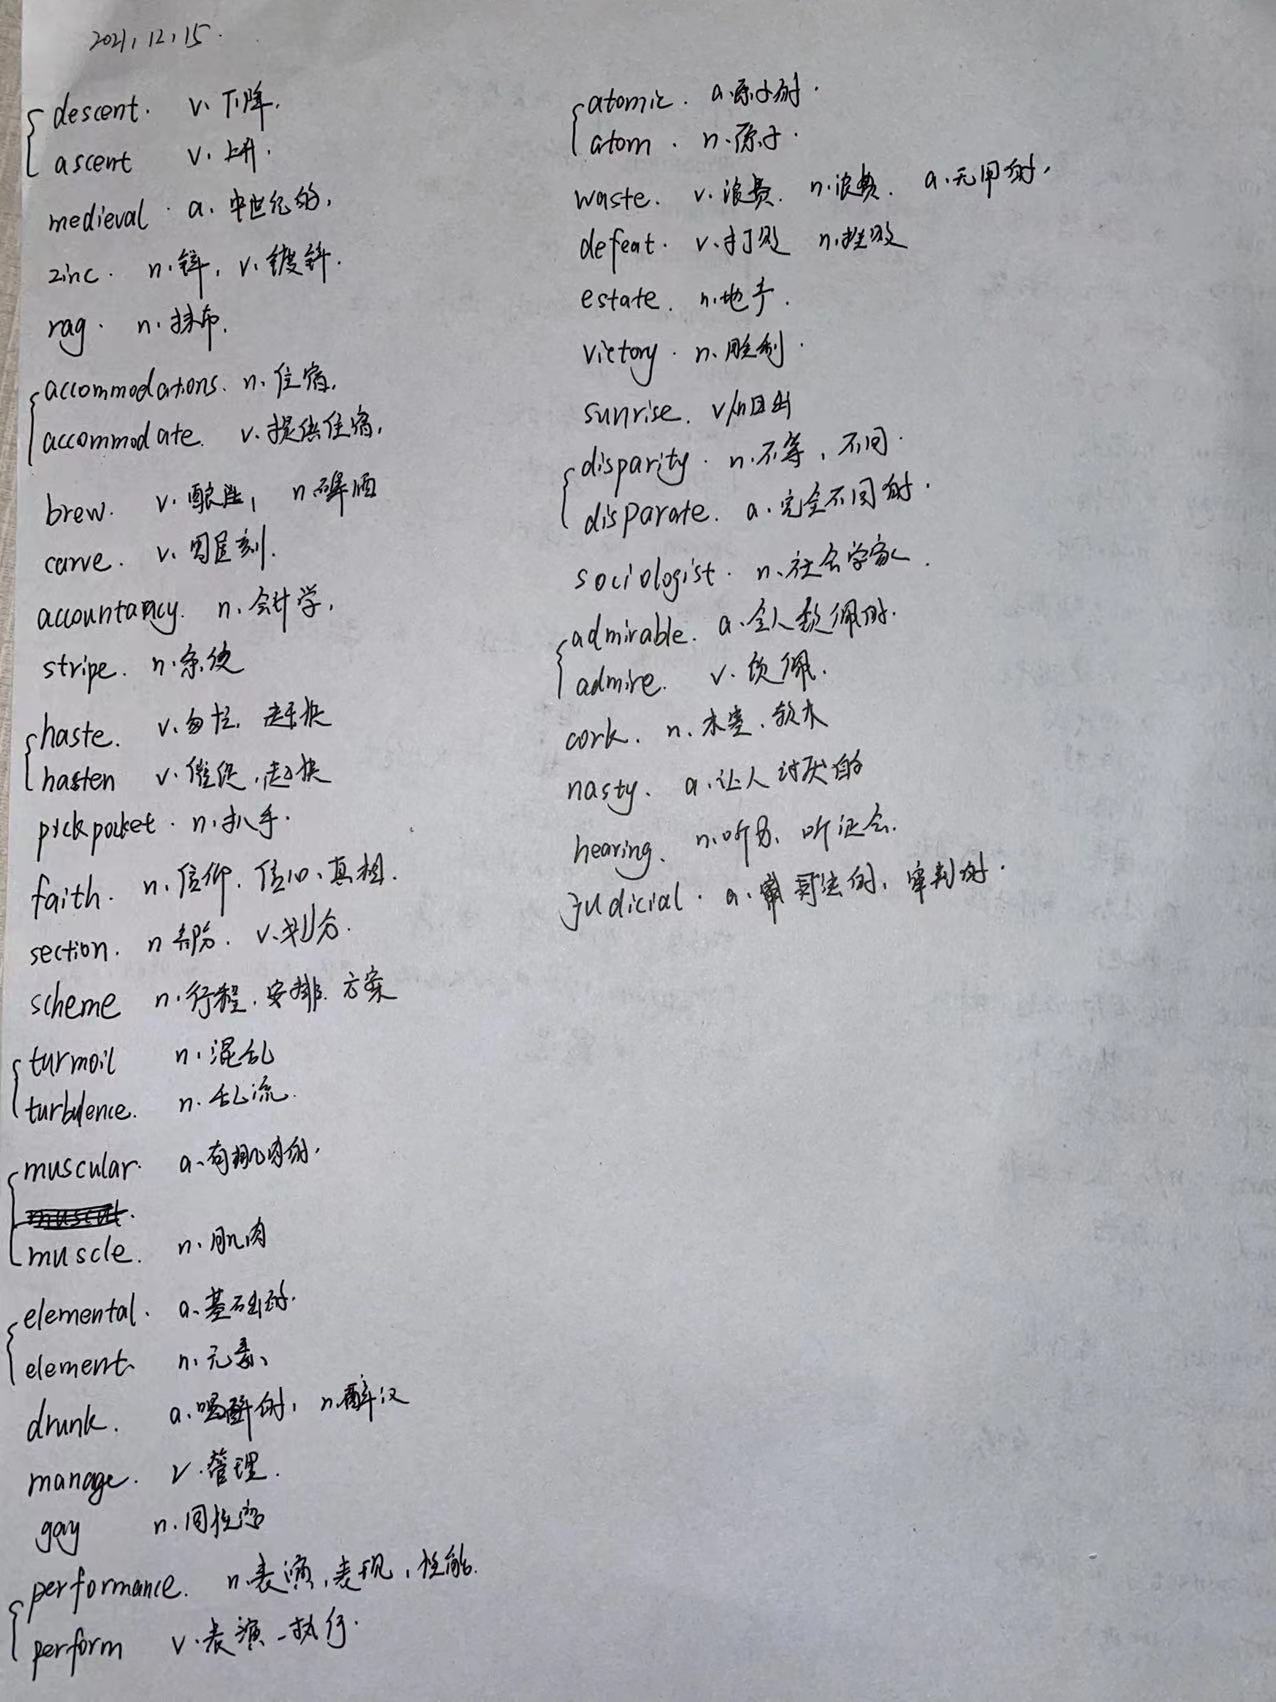 2021.12.15.
descent. v. 下降.
ascent v. 上升.
medieval. a. 中世纪的.
zinc. n. 锌, v. 镀锌.
rag. n. 抹布.
accommodations. n. 住宿.
accommodate. v. 提供住宿.
brew. v. 酿造, n. 啤酒
carve. v. 雕刻.
accountancy. n. 会计学.
stripe. n. 条纹
haste. v. 匆忙, 赶快
hasten v. 催促, 赶快
pickpocket. n. 扒手.
faith. n. 信仰. 信心、真相.
section. n 部分. v. 划分.
scheme n. 行程. 安排. 方案
turmoil n. 混乱
turbulence. n. 乱流.
muscular. a. 有肌肉的.
muscle. n. 肌肉
elemental. a. 基础的.
element. n. 元素、
drunk. a. 喝醉的, n. 醉汉
manage. v. 管理.
gay n. 同性恋
performance. n. 表演, 表现, 性能.
perform v. 表演 - 执行.
atomic. a. 原子的.
atom. n. 原子.
waste. v. 浪费. n. 浪费. a. 无用的.
defeat. v. 打败 n. 挫败
estate. n. 地产.
victory. n. 胜利.
sunrise. v/n 日出
disparity. n. 不等, 不同.
disparate. a. 完全不同的.
sociologist. n. 社会学家.
admirable. a. 令人钦佩的.
admire. v. 钦佩.
cork. n. 木塞. 软木
nasty. a. 让人讨厌的
hearing. n. 听力、听证会.
judicial. a. 司法的, 审判的.